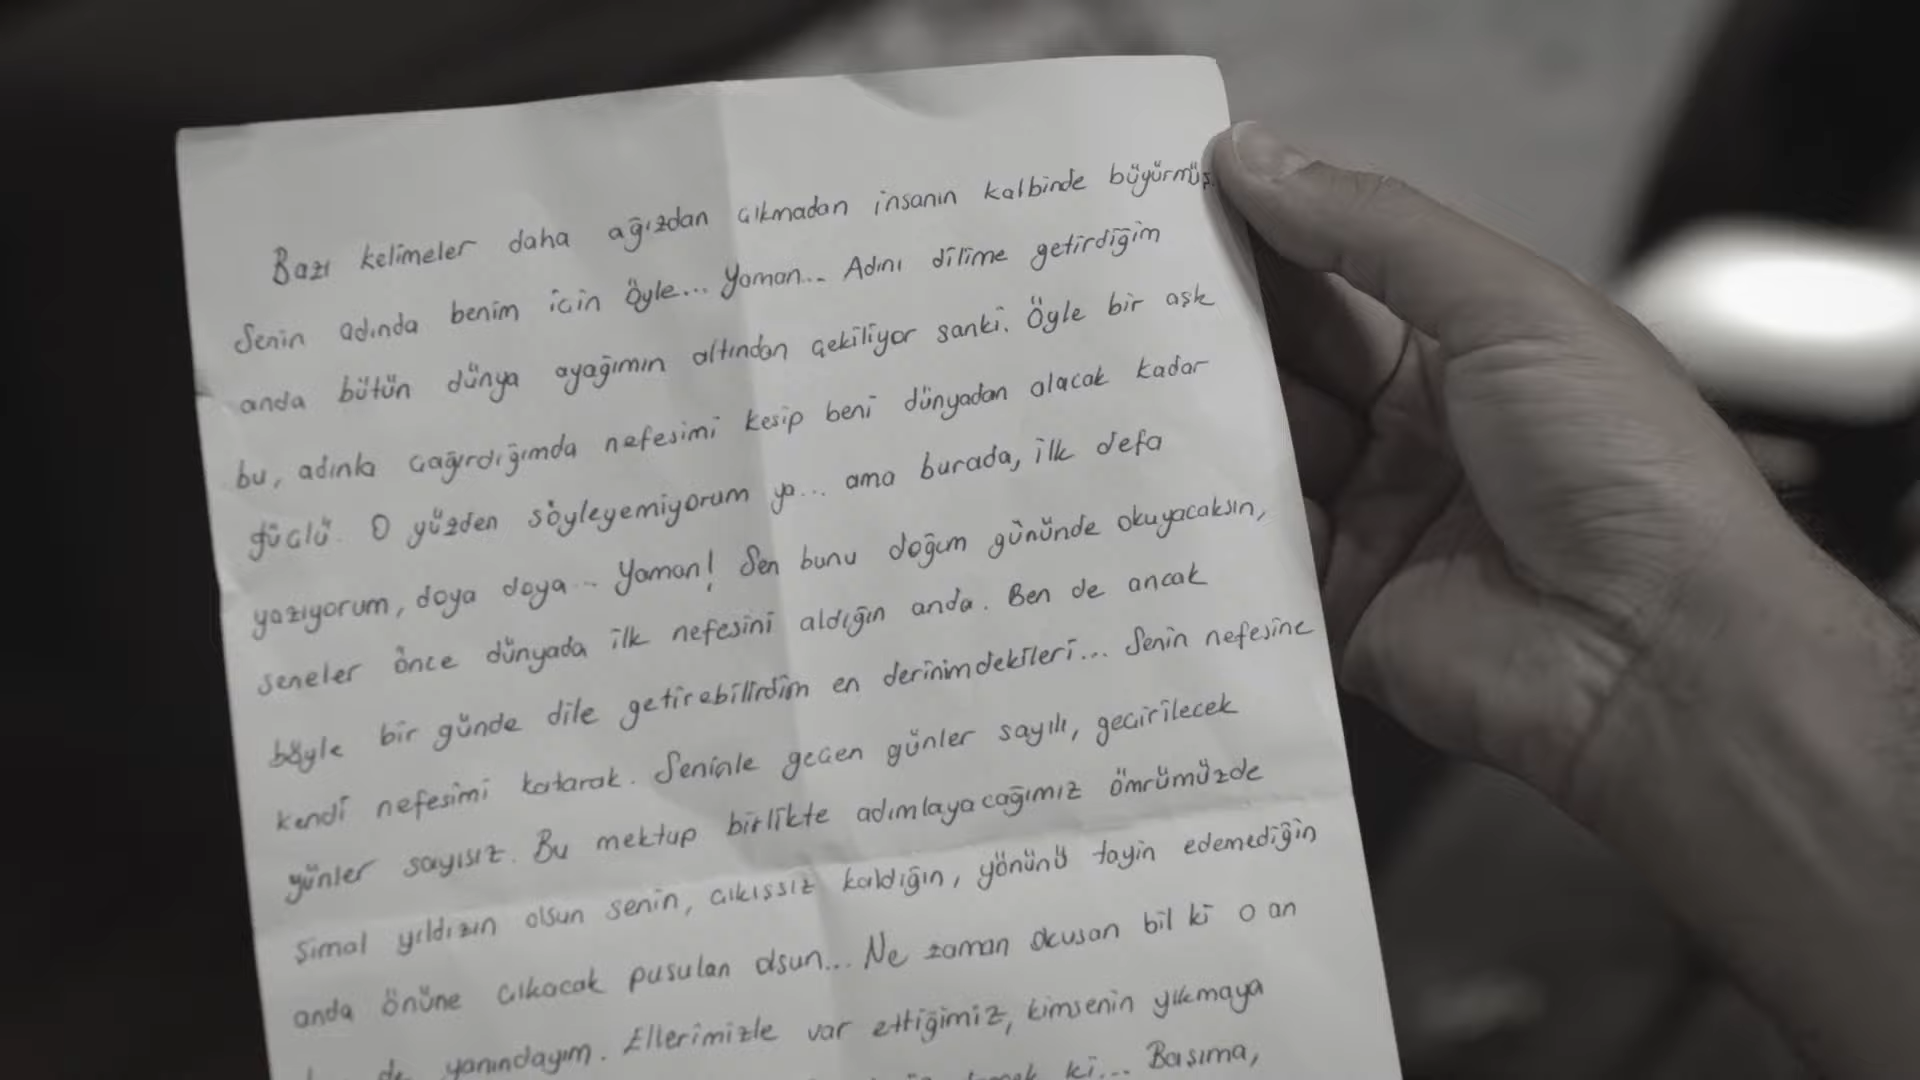 Bazı kelimeler daha ağızdan çıkmadan insanın kalbinde büyürmüş.
Senin adında benim için öyle... Yaman... Adını dilime getirdiğim
anda bütün dünya ayağımın altından çekiliyor sanki. Öyle bir aşk
bu, adınla çağırdığımda nefesimi kesip beni dünyadan alacak kadar
güçlü. O yüzden söyleyemiyorum ya... ama burada, ilk defa
yazıyorum, doya doya... Yaman! Sen bunu doğum gününde okuyacaksın,
seneler önce dünyada ilk nefesini aldığın anda. Ben de ancak
böyle bir günde dile getirebilirdim en derinimdekileri... Senin nefesine
kendi nefesimi katarak. Seninle geçen günler sayılı, geçirilecek
günler sayısız. Bu mektup birlikte adımlayacağımız ömrümüzde
Şimal yıldızın olsun senin, çıkışsız kaldığın, yönünü tayin edemediğin
anda önüne çıkacak pusulan olsun... Ne zaman okusan bil ki o an
de yanındayım. Ellerimizle var ettiğimiz, kimsenin yıkmaya
ki... Başıma,